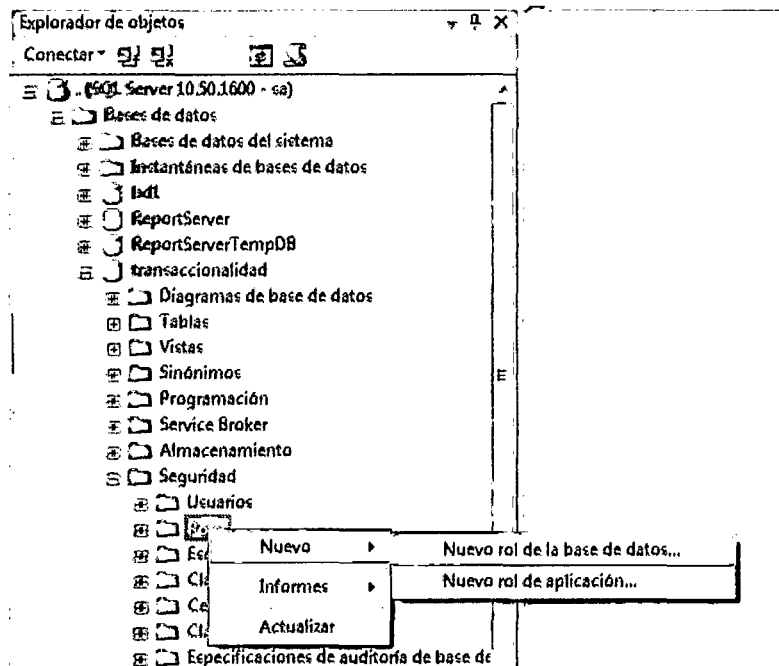 Explorador de objetos
Conectar
. (SQL Server 10.50.1600 - sa)
Bases de datos
Bases de datos del sistema
Instantáneas de bases de datos
ReportServer
ReportServerTempDB
transaccionalidad
Diagramas de base de datos
Tablas
Vistas
Sinónimos
Programación
Service Broker
Almacenamiento
Seguridad
Usuarios
Nuevo
Nuevo rol de la base de datos...
Nuevo rol de aplicación...
Informes
Actualizar
Especificaciones de auditoría de base de